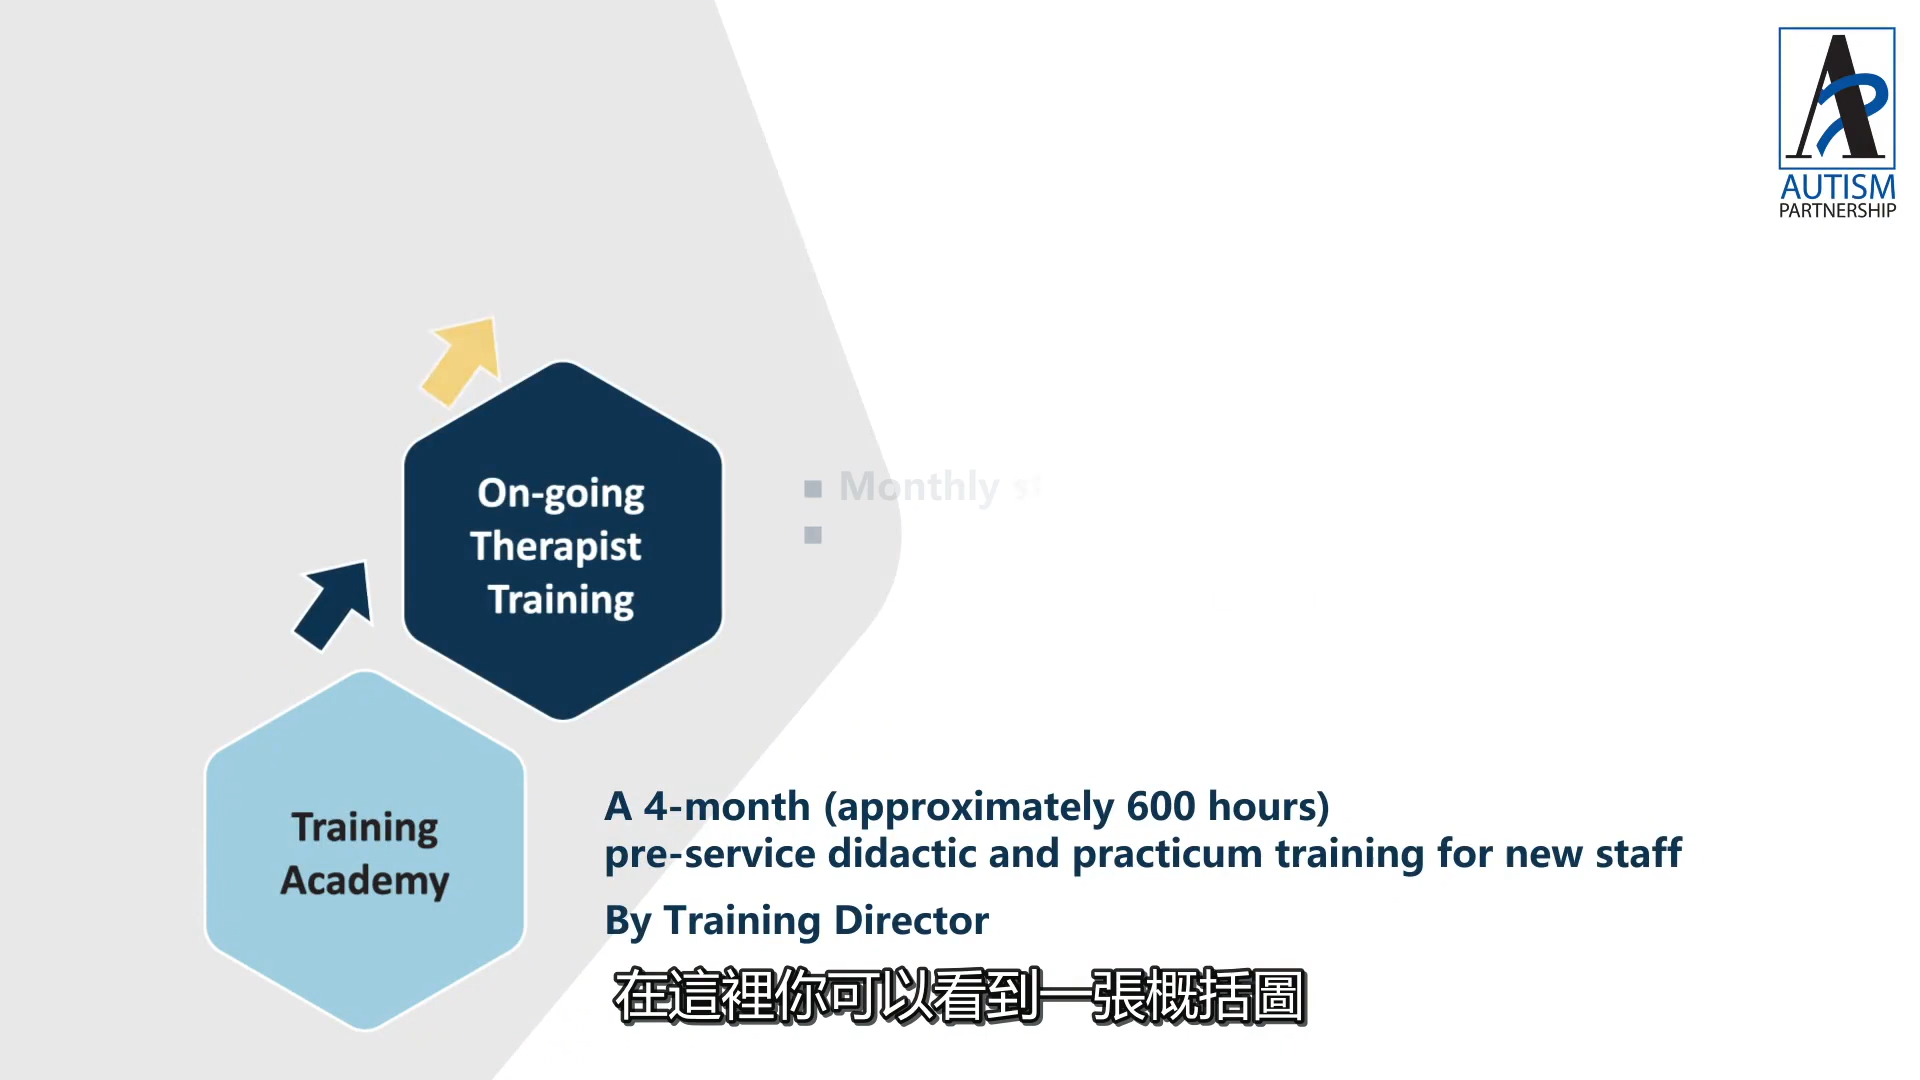 AUTISM
PARTNERSHIP
On-going
Therapist
Training
Monthly
Training
Academy
A 4-month (approximately 600 hours)
pre-service didactic and practicum training for new staff
By Training Director
在這裡你可以看到一張概括圖